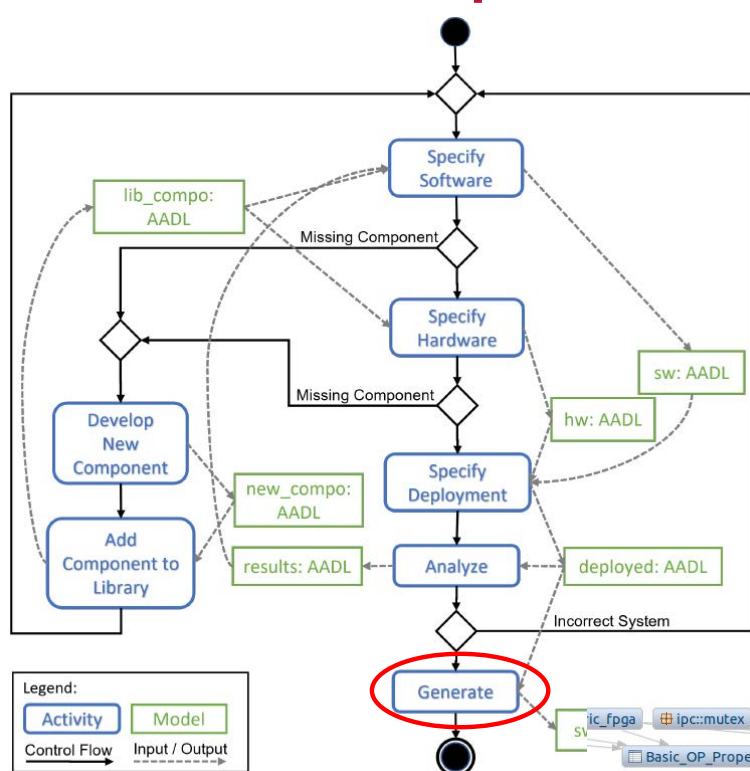 Specify
Software
lib_compo:
AADL
Missing Component
Specify
Hardware
sw: AADL
Missing Component
hw: AADL
Develop
New
Component
Specify
Deployment
new_compo:
AADL
Add
Component to
Library
results: AADL
Analyze
deployed: AADL
Incorrect System
Generate
Legend:
Activity
Model
Control Flow
Input / Output
ipc::mutex